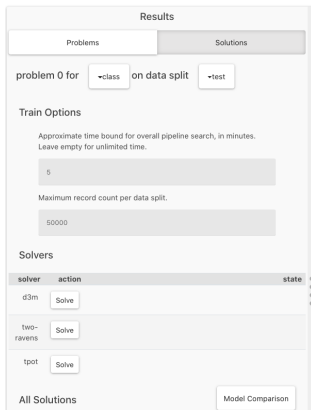 Results
Problems Solutions
problem 0 for class on data split test
Train Options
Approximate time bound for overall pipeline search, in minutes.
Leave empty for unlimited time.
5
Maximum record count per data split.
50000
Solvers
solver action state
d3m Solve
two-
ravens Solve
tpot Solve
All Solutions Model Comparison